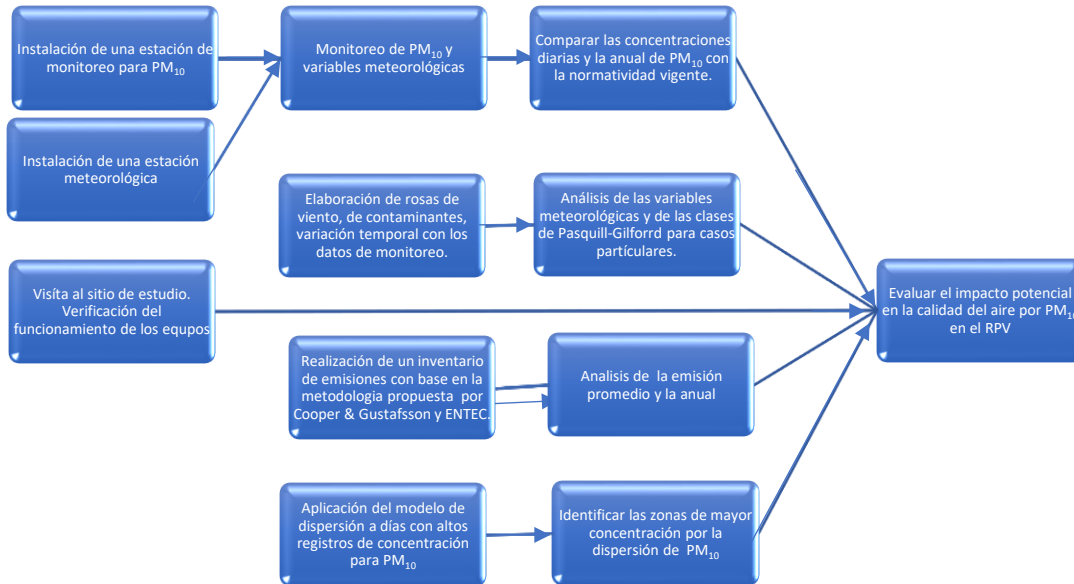 Instalación de una estación de
monitoreo para PM₁₀
Monitoreo de PM₁₀ y
variables meteorológicas
Comparar las concentraciones
diarias y la anual de PM₁₀ con
la normatividad vigente.
Instalación de una estación
meteorológica
Elaboración de rosas de
viento, de contaminantes,
variación temporal con los
datos de monitoreo.
Análisis de las variables
meteorológicas y de las clases
de Pasquill-Gilforrd para casos
partículares.
Visíta al sitio de estudio.
Verificación del
funcionamiento de los equpos
Evaluar el impacto potencial
en la calidad del aire por PM₁₀
en el RPV
Realización de un inventario
de emisiones con base en la
metodologia propuesta por
Cooper & Gustafsson y ENTEC.
Analisis de la emisión
promedio y la anual
Aplicación del modelo de
dispersión a días con altos
registros de concentración
para PM₁₀
Identificar las zonas de mayor
concentración por la
dispersión de PM₁₀